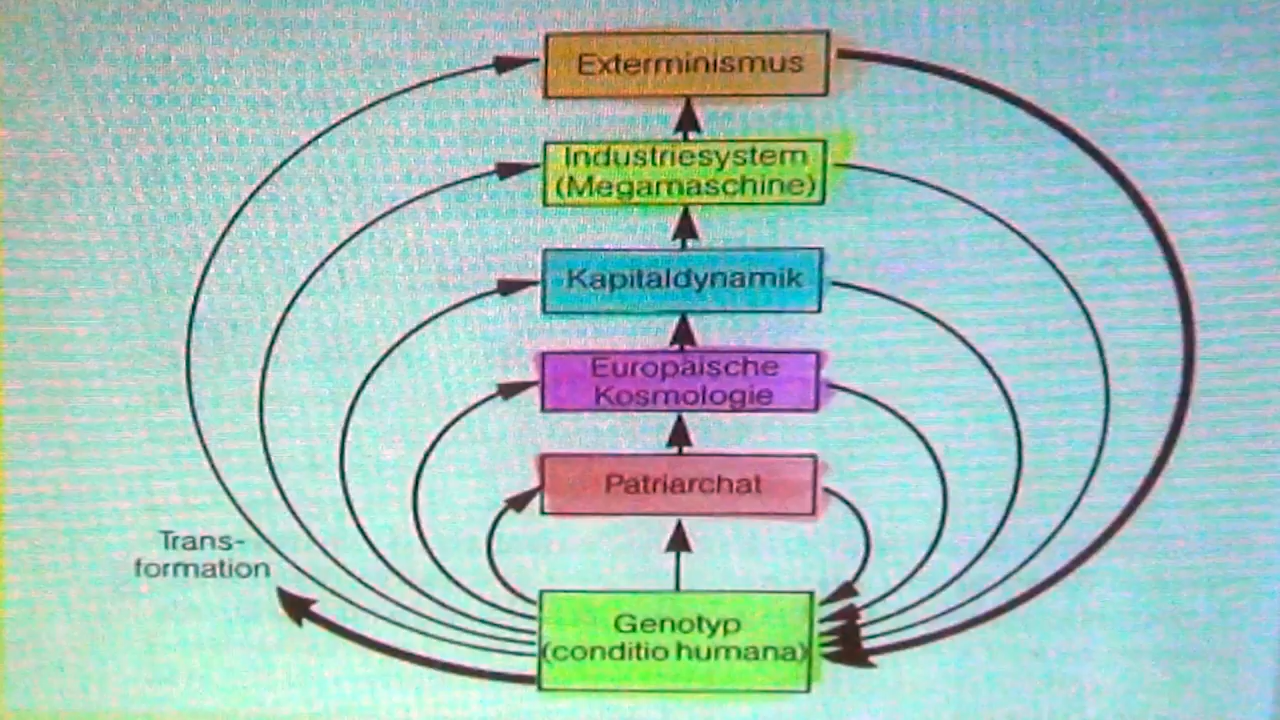 Exterminismus
Industriesystem
(Megamaschine)
Kapitaldynamik
Europäische
Kosmologie
Patriarchat
Trans-
formation
Genotyp
(conditio humana)